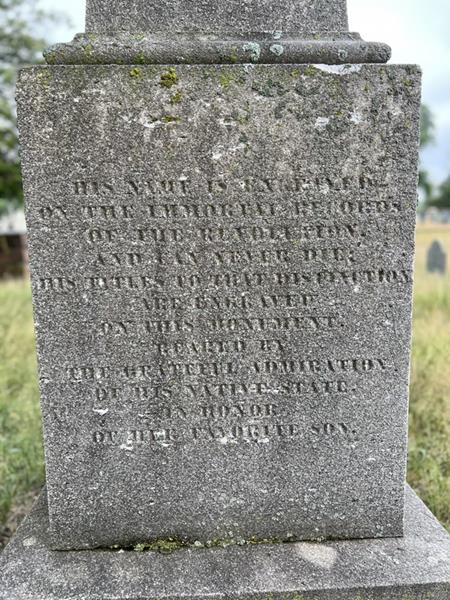 HIS NAME IS ENGRAVED
ON THE IMMORTAL RECORDS
OF THE REVOLUTION,
AND CAN NEVER DIE;
HIS TITLES TO THAT DISTINCTION
ARE ENGRAVED
ON THIS MONUMENT,
REARED BY
THE GRATEFUL ADMIRATION
OF HIS NATIVE STATE,
IN HONOR
OF HER FAVORITE SON.